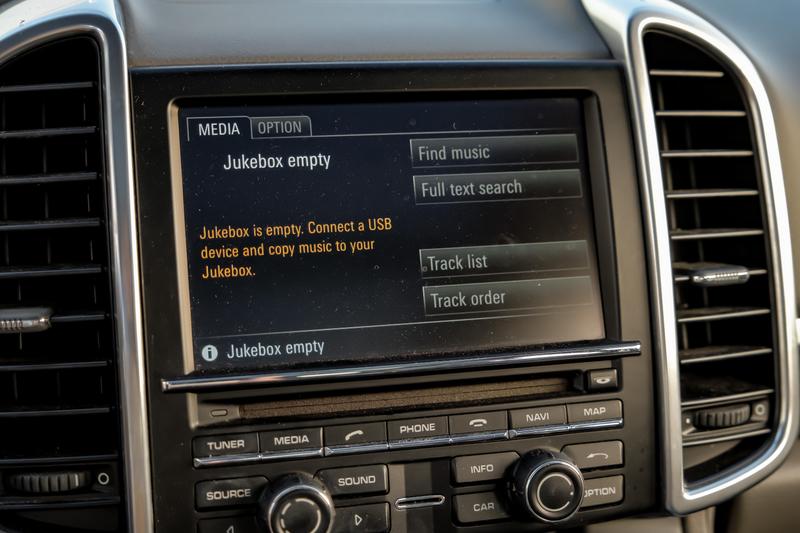 MEDIA OPTION
Jukebox empty
Find music
Full text search
Jukebox is empty. Connect a USB
device and copy music to your
Jukebox.
Track list
Track order
i Jukebox empty
TUNER MEDIA PHONE NAVI MAP
SOURCE SOUND INFO
CAR OPTION